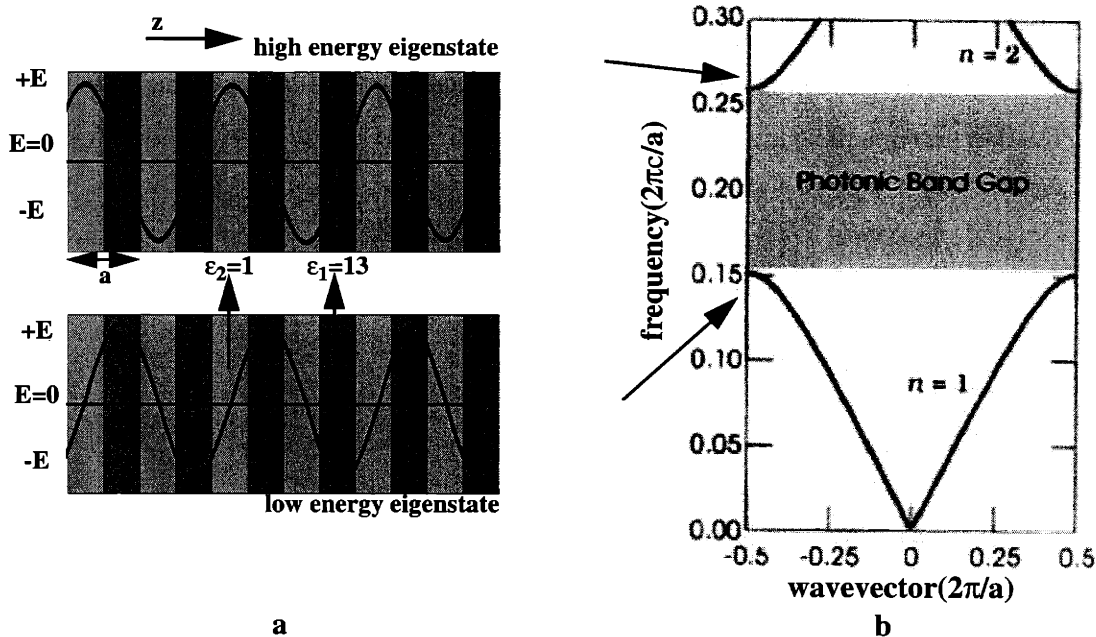 z
high energy eigenstate
+E
E=0
-E
a
ε₂=1
ε₁=13
+E
E=0
-E
low energy eigenstate
a
0.30
0.25
0.20
0.15
0.10
0.05
0.00
frequency(2πc/a)
n = 2
Photonic Band Gap
n = 1
-0.5
-0.25
0
0.25
0.5
wavevector(2π/a)
b